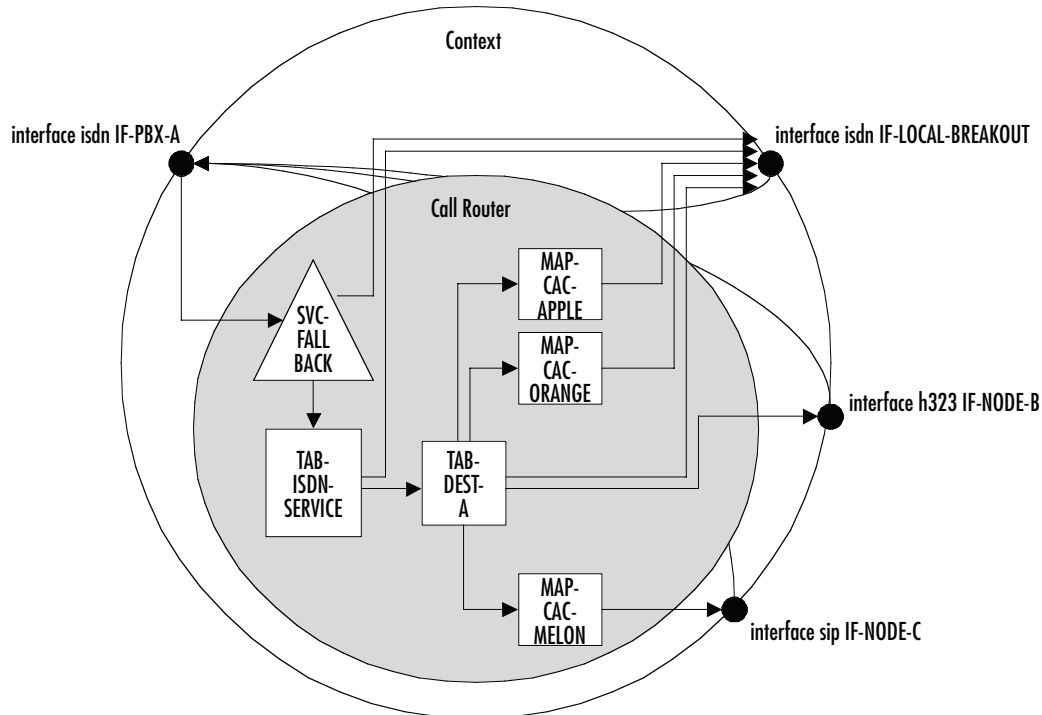 Context
interface isdn IF-PBX-A
interface isdn IF-LOCAL-BREAKOUT
Call Router
SVC-
FALL
BACK
MAP-
CAC-
APPLE
MAP-
CAC-
ORANGE
interface h323 IF-NODE-B
TAB-
ISDN-
SERVICE
TAB-
DEST-
A
MAP-
CAC-
MELON
interface sip IF-NODE-C